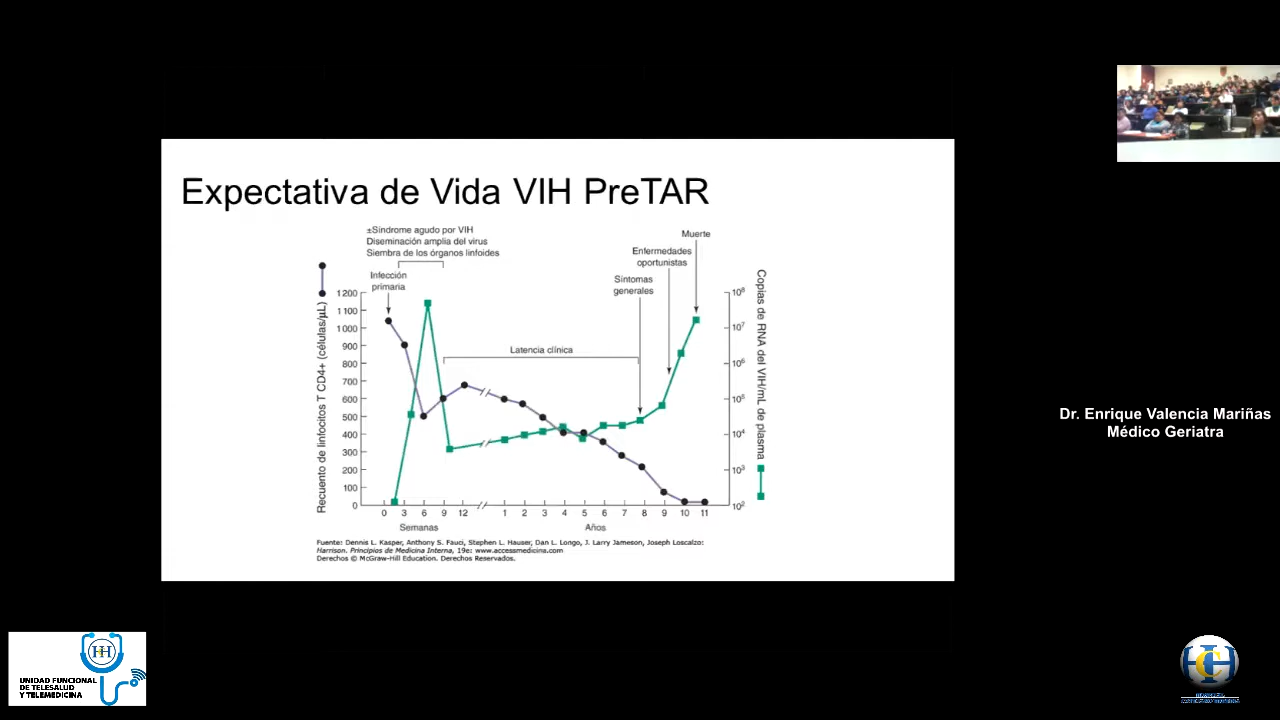 Expectativa de Vida VIH PreTAR
±Síndrome agudo por VIH
Diseminación amplia del virus
Siembra de los órganos linfoides
Muerte
Enfermedades
oportunistas
Síntomas
generales
Infección
primaria
Latencia clínica
Recuento de linfocitos T CD4+ (células/µL)
1 200
1 100
1 000
900
800
700
600
500
400
300
200
100
0
10⁸
10⁷
10⁶
10⁵
10⁴
10³
10²
Copias de RNA del VIH/mL de plasma
0 3 6 9 12 1 2 3 4 5 6 7 8 9 10 11
Semanas Años
Fuente: Dennis L. Kasper, Anthony S. Fauci, Stephen L. Hauser, Dan L. Longo, J. Larry Jameson, Joseph Loscalzo:
Harrison. Principios de Medicina Interna, 19e: www.accessmedicina.com
Derechos © McGraw-Hill Education. Derechos Reservados.
Dr. Enrique Valencia Mariñas
Médico Geriatra
UNIDAD FUNCIONAL
DE TELESALUD
Y TELEMEDICINA